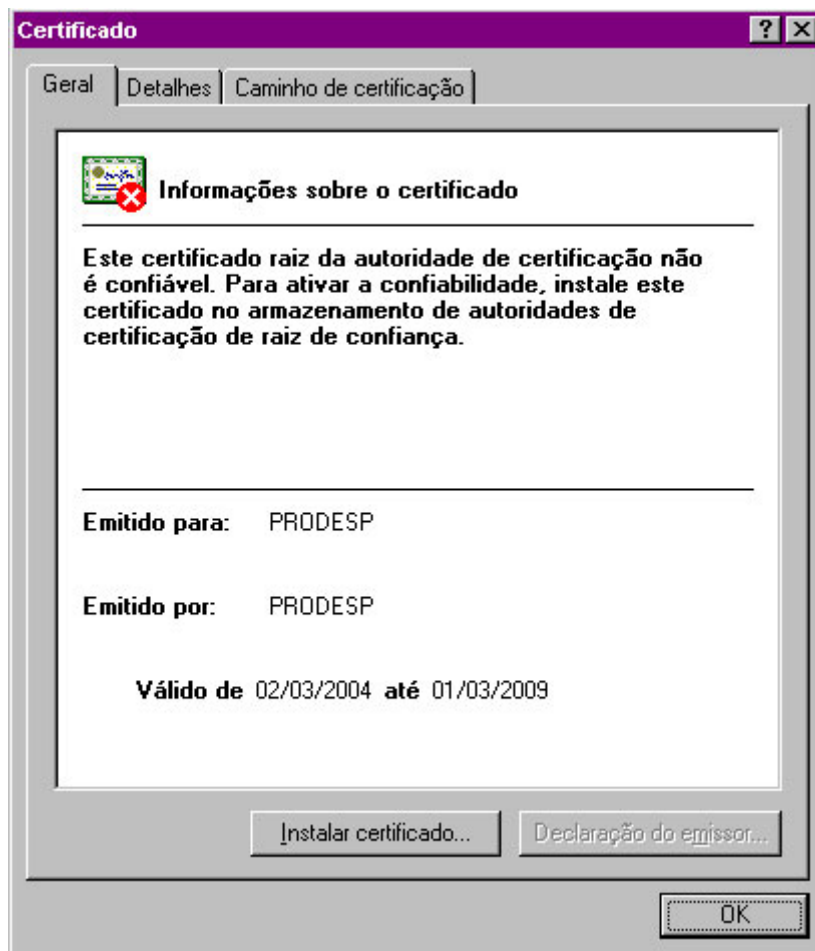 Certificado
Geral Detalhes Caminho de certificação
Informações sobre o certificado
Este certificado raiz da autoridade de certificação não
é confiável. Para ativar a confiabilidade, instale este
certificado no armazenamento de autoridades de
certificação de raiz de confiança.
Emitido para: PRODESP
Emitido por: PRODESP
Válido de 02/03/2004 até 01/03/2009
Instalar certificado... Declaração do emissor...
OK